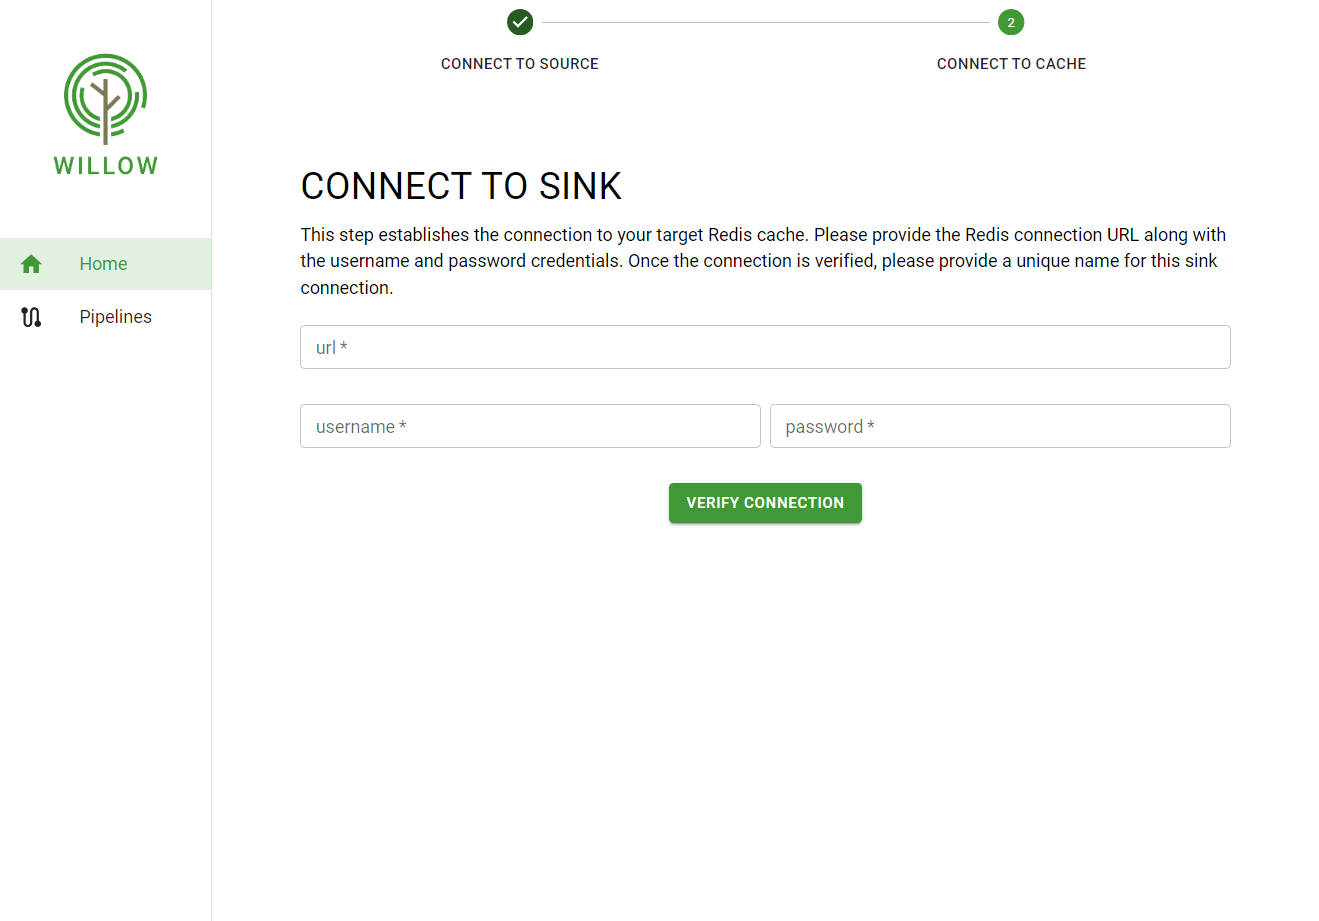 WILLOW
Home
Pipelines
2
CONNECT TO SOURCE
CONNECT TO CACHE
CONNECT TO SINK
This step establishes the connection to your target Redis cache. Please provide the Redis connection URL along with
the username and password credentials. Once the connection is verified, please provide a unique name for this sink
connection.
url *
username *
password *
VERIFY CONNECTION